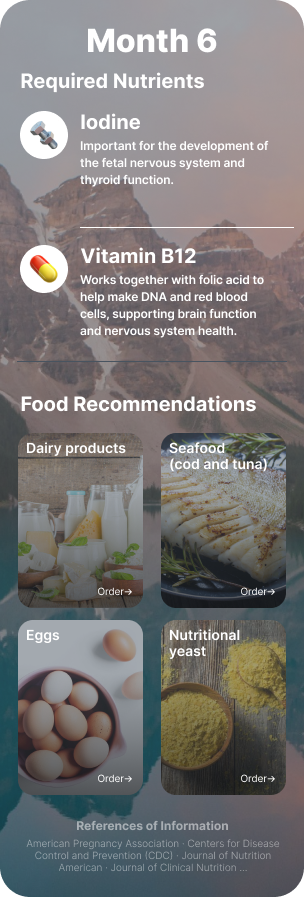 Month 6
Required Nutrients
Iodine
Important for the development of
the fetal nervous system and
thyroid function.
Vitamin B12
Works together with folic acid to
help make DNA and red blood
cells, supporting brain function
and nervous system health.
Food Recommendations
Dairy products
Order→
Seafood
(cod and tuna)
Order→
Eggs
Order→
Nutritional
yeast
Order→
References of Information
American Pregnancy Association · Centers for Disease
Control and Prevention (CDC) · Journal of Nutrition
American · Journal of Clinical Nutrition ...